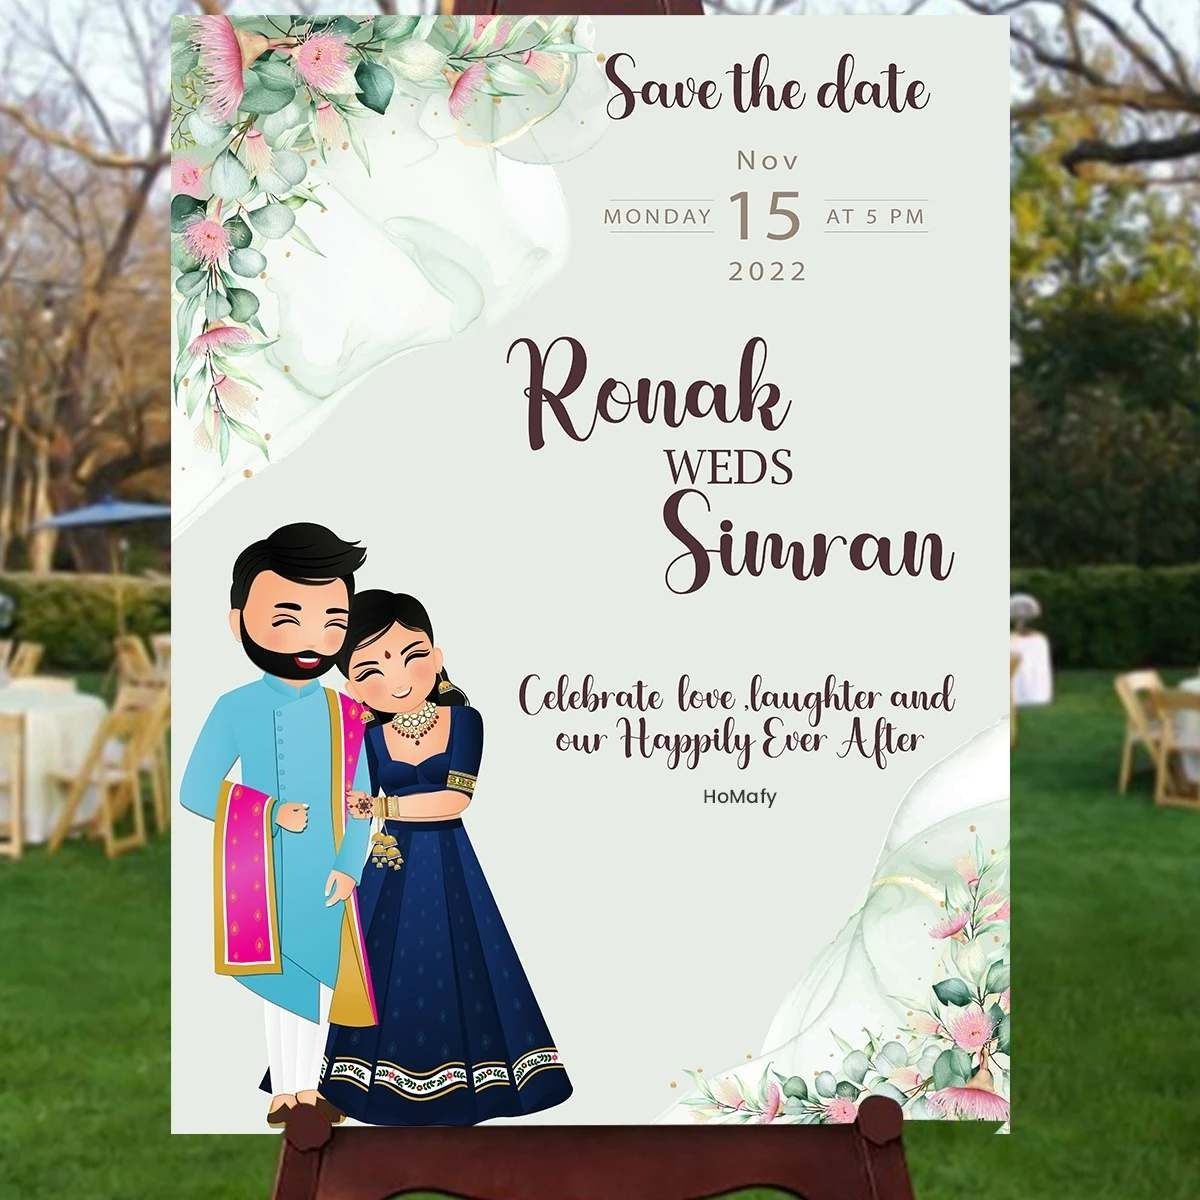 Save the date
Nov
MONDAY 15 AT 5 PM
2022
Ronak
WEDS
Simran
Celebrate love ,laughter and
our Happily Ever After
HoMafy